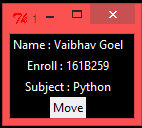 1
Name : Vaibhav Goel
Enroll : 161B259
Subject : Python
Move